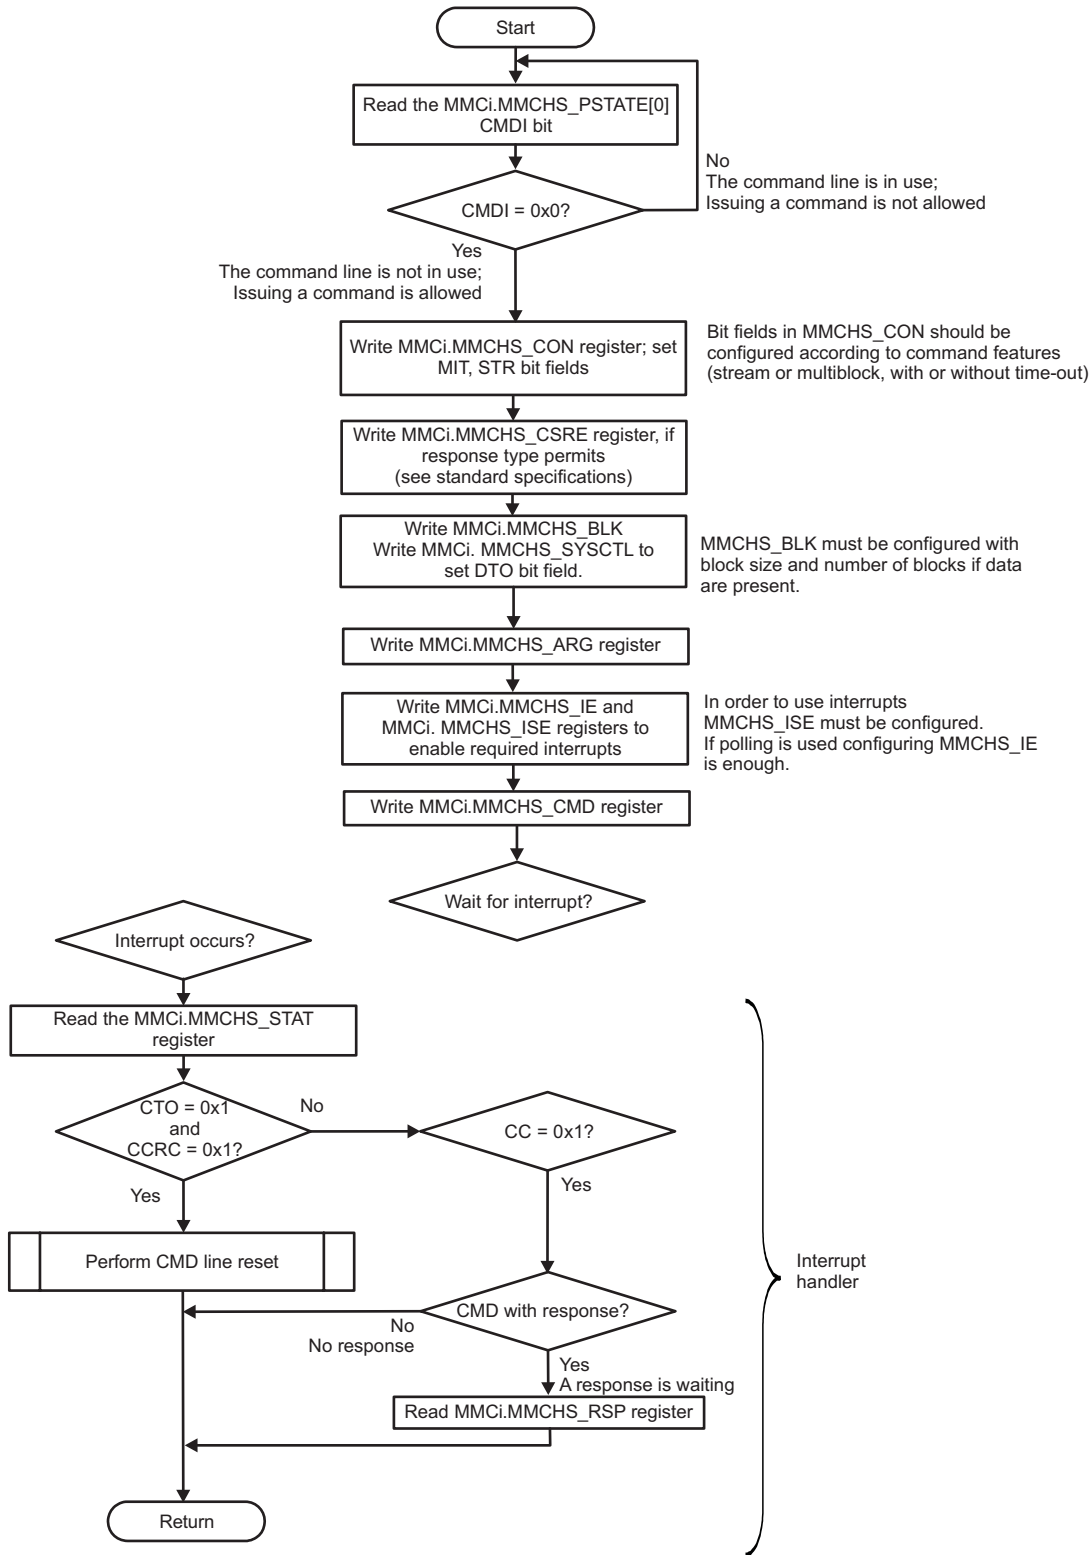 Start
Read the MMCi.MMCHS_PSTATE[0]
CMDI bit
No
The command line is in use;
Issuing a command is not allowed
CMDI = 0x0?
Yes
The command line is not in use;
Issuing a command is allowed
Write MMCi.MMCHS_CON register; set
MIT, STR bit fields
Bit fields in MMCHS_CON should be
configured according to command features
(stream or multiblock, with or without time-out)
Write MMCi.MMCHS_CSRE register, if
response type permits
(see standard specifications)
Write MMCi.MMCHS_BLK
Write MMCi. MMCHS_SYSCTL to
set DTO bit field.
MMCHS_BLK must be configured with
block size and number of blocks if data
are present.
Write MMCi.MMCHS_ARG register
Write MMCi.MMCHS_IE and
MMCi. MMCHS_ISE registers to
enable required interrupts
In order to use interrupts
MMCHS_ISE must be configured.
If polling is used configuring MMCHS_IE
is enough.
Write MMCi.MMCHS_CMD register
Wait for interrupt?
Interrupt occurs?
Read the MMCi.MMCHS_STAT
register
CTO = 0x1
and
CCRC = 0x1?
No
CC = 0x1?
Yes
Yes
Perform CMD line reset
Interrupt
handler
CMD with response?
No
No response
Yes
A response is waiting
Read MMCi.MMCHS_RSP register
Return